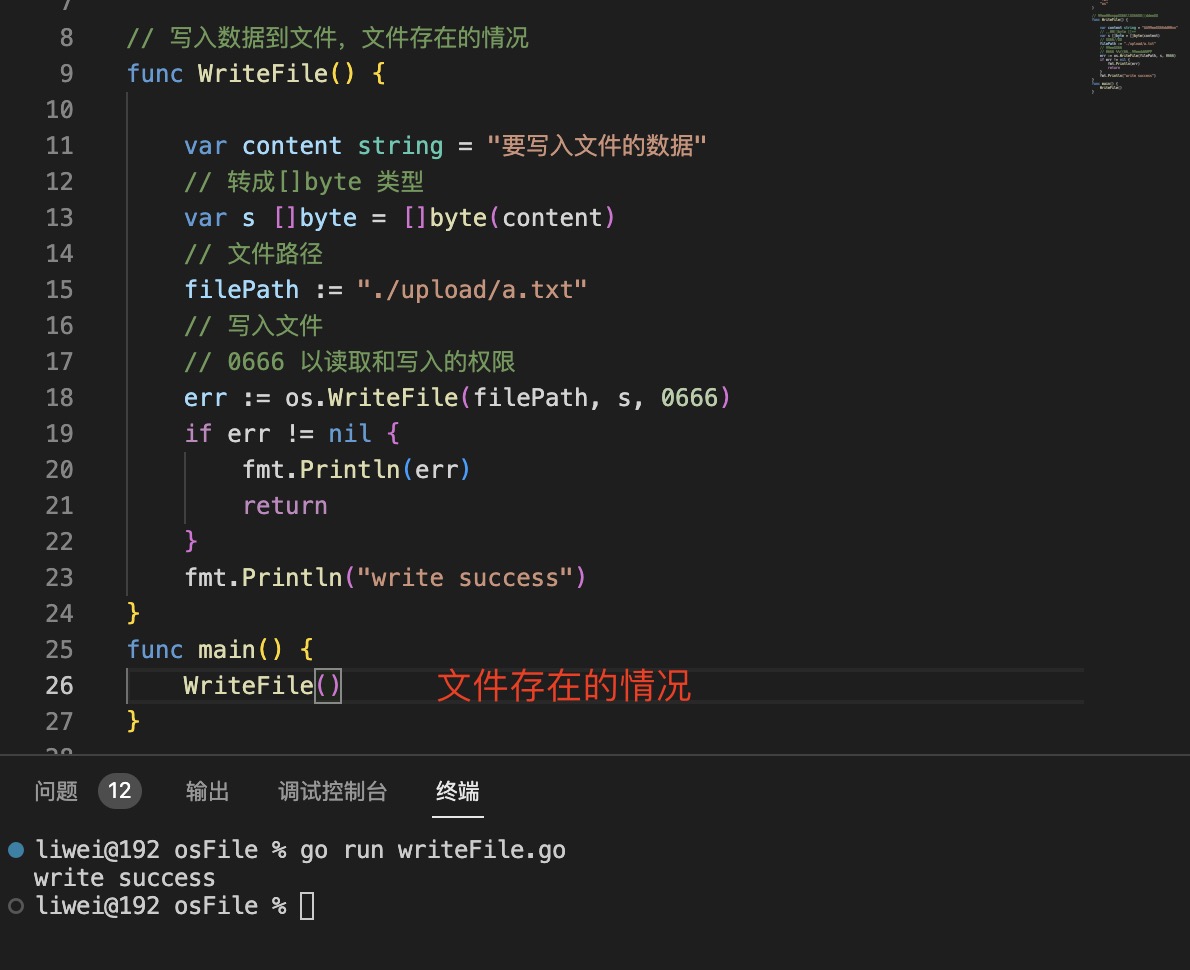 8 // 写入数据到文件，文件存在的情况
9 func WriteFile() {
10
11 var content string = "要写入文件的数据"
12 // 转成[]byte 类型
13 var s []byte = []byte(content)
14 // 文件路径
15 filePath := "./upload/a.txt"
16 // 写入文件
17 // 0666 以读取和写入的权限
18 err := os.WriteFile(filePath, s, 0666)
19 if err != nil {
20 fmt.Println(err)
21 return
22 }
23 fmt.Println("write success")
24 }
25 func main() {
26 WriteFile() 文件存在的情况
27 }
问题 12 输出 调试控制台 终端
liwei@192 osFile % go run writeFile.go
write success
liwei@192 osFile %